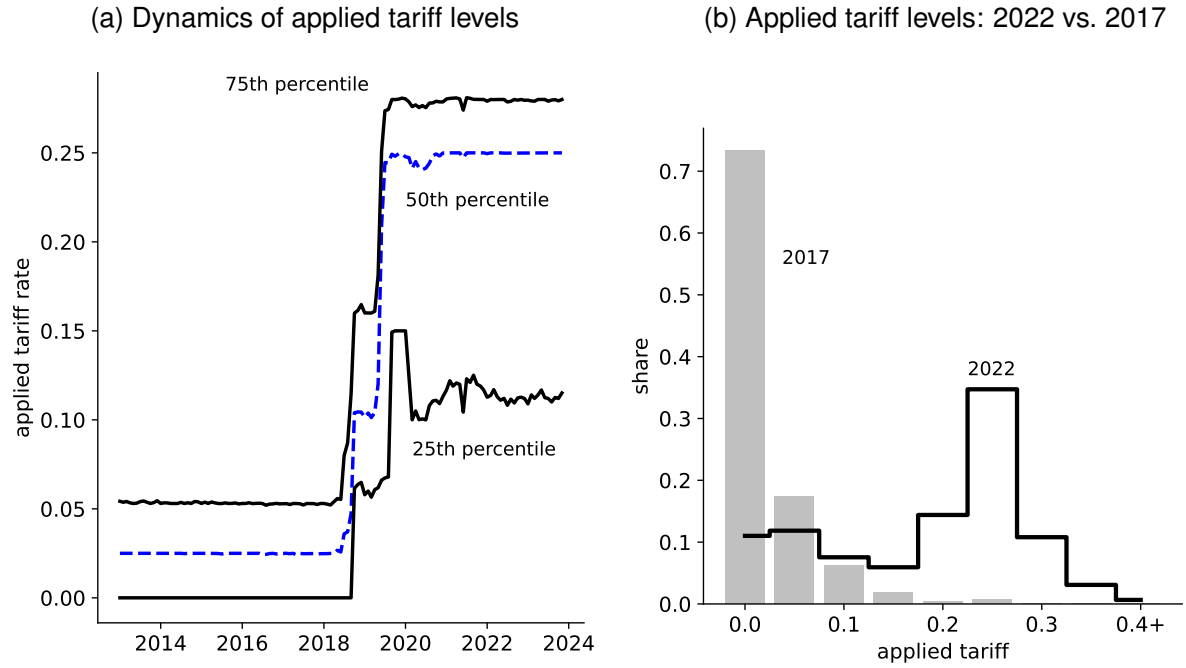 (a) Dynamics of applied tariff levels
75th percentile
50th percentile
25th percentile
applied tariff rate
0.25
0.20
0.15
0.10
0.05
0.00
2014 2016 2018 2020 2022 2024
(b) Applied tariff levels: 2022 vs. 2017
2017
2022
share
0.7
0.6
0.5
0.4
0.3
0.2
0.1
0.0
0.0 0.1 0.2 0.3 0.4+
applied tariff